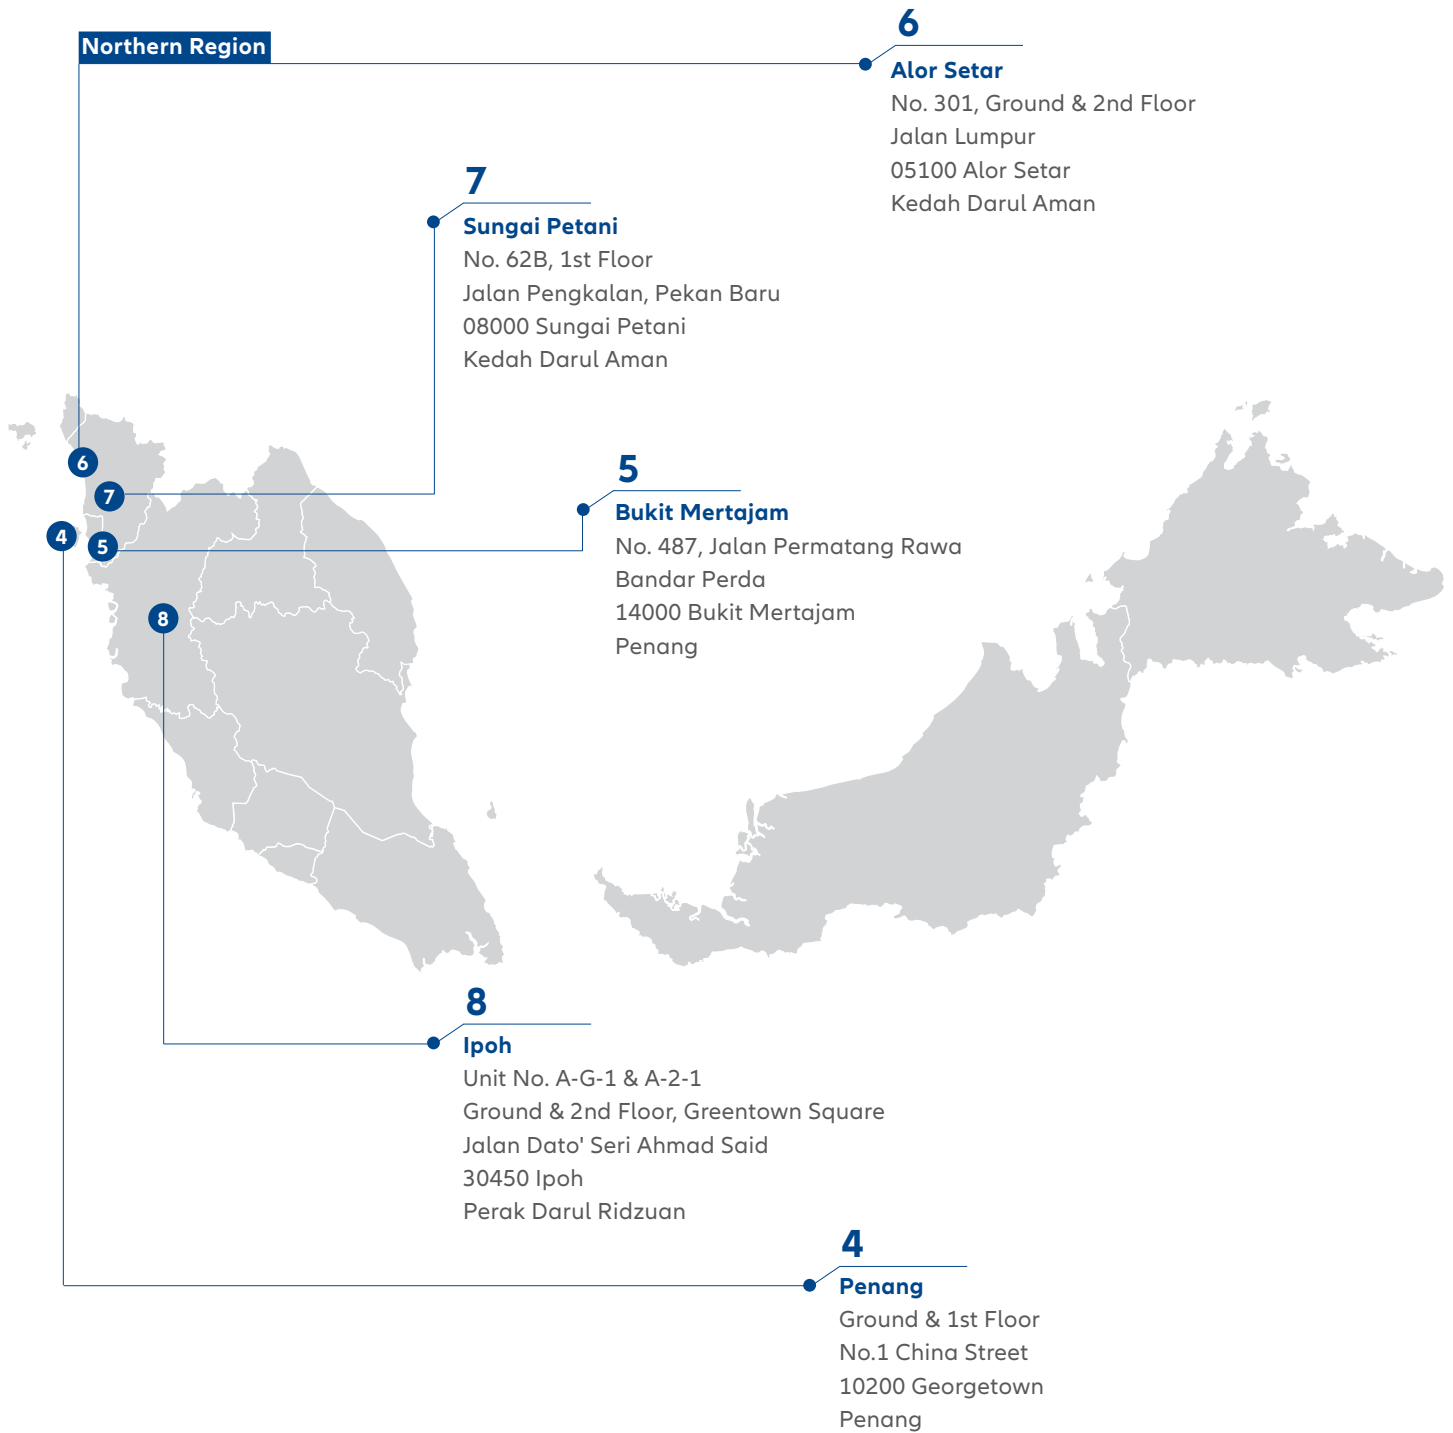 Northern Region
6
Alor Setar
No. 301, Ground & 2nd Floor
Jalan Lumpur
05100 Alor Setar
Kedah Darul Aman
7
Sungai Petani
No. 62B, 1st Floor
Jalan Pengkalan, Pekan Baru
08000 Sungai Petani
Kedah Darul Aman
6
7
4
5
8
5
Bukit Mertajam
No. 487, Jalan Permatang Rawa
Bandar Perda
14000 Bukit Mertajam
Penang
8
Ipoh
Unit No. A-G-1 & A-2-1
Ground & 2nd Floor, Greentown Square
Jalan Dato' Seri Ahmad Said
30450 Ipoh
Perak Darul Ridzuan
4
Penang
Ground & 1st Floor
No.1 China Street
10200 Georgetown
Penang